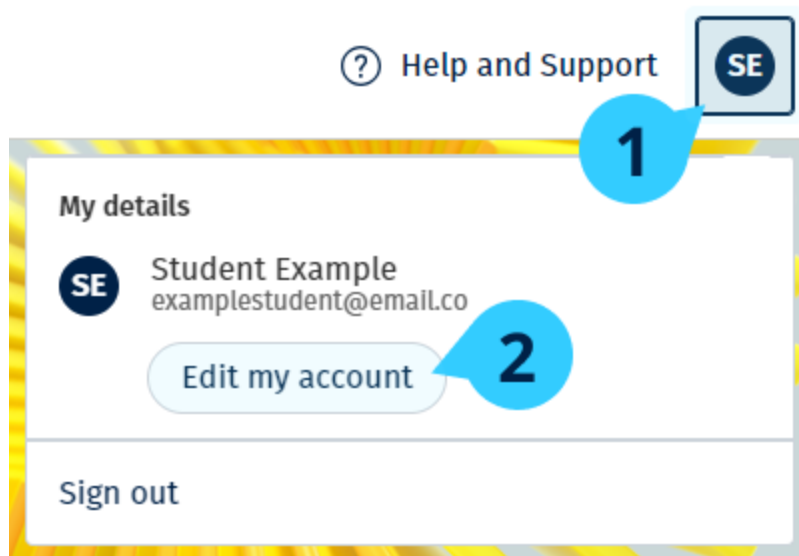 ? Help and Support SE
1
My details
SE Student Example
examplestudent@email.co
Edit my account 2
Sign out